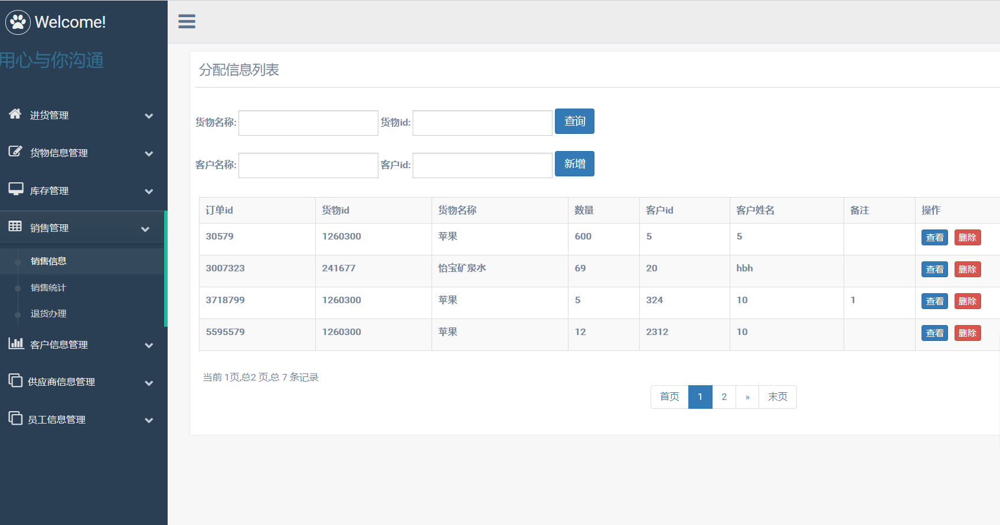 Welcome!
用心与你沟通
进货管理
货物信息管理
库存管理
销售管理
销售信息
销售统计
退货办理
客户信息管理
供应商信息管理
员工信息管理
分配信息列表
货物名称: 货物id: 查询
客户名称: 客户id: 新增
订单id 货物id 货物名称 数量 客户id 客户姓名 备注 操作
30579 1260300 苹果 600 5 5 查看 删除
3007323 241677 怡宝矿泉水 69 20 hbh 查看 删除
3718799 1260300 苹果 5 324 10 1 查看 删除
5595579 1260300 苹果 12 2312 10 查看 删除
当前 1页,总2 页,总 7 条记录
首页 1 2 » 末页